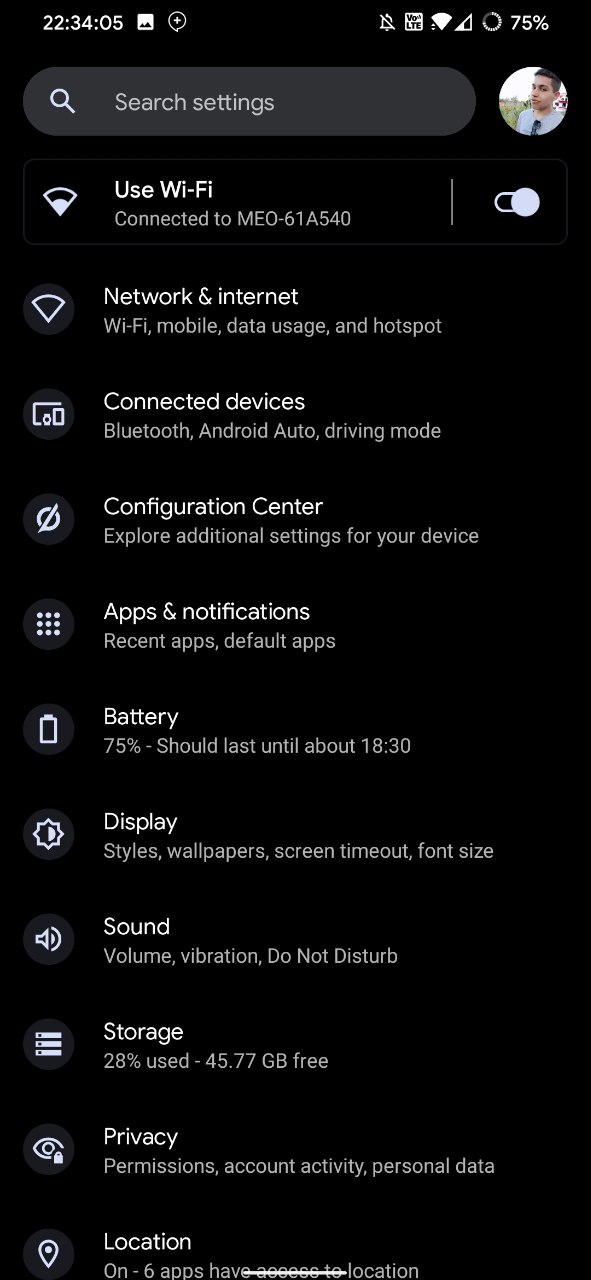 22:34:05
Vo) LTE
75%
Search settings
Use Wi-Fi
Connected to MEO-61A540
Network & internet
Wi-Fi, mobile, data usage, and hotspot
Connected devices
Bluetooth, Android Auto, driving mode
Configuration Center
Explore additional settings for your device
Apps & notifications
Recent apps, default apps
Battery
75% - Should last until about 18:30
Display
Styles, wallpapers, screen timeout, font size
Sound
Volume, vibration, Do Not Disturb
Storage
28% used - 45.77 GB free
Privacy
Permissions, account activity, personal data
Location
On - 6 apps have access to location